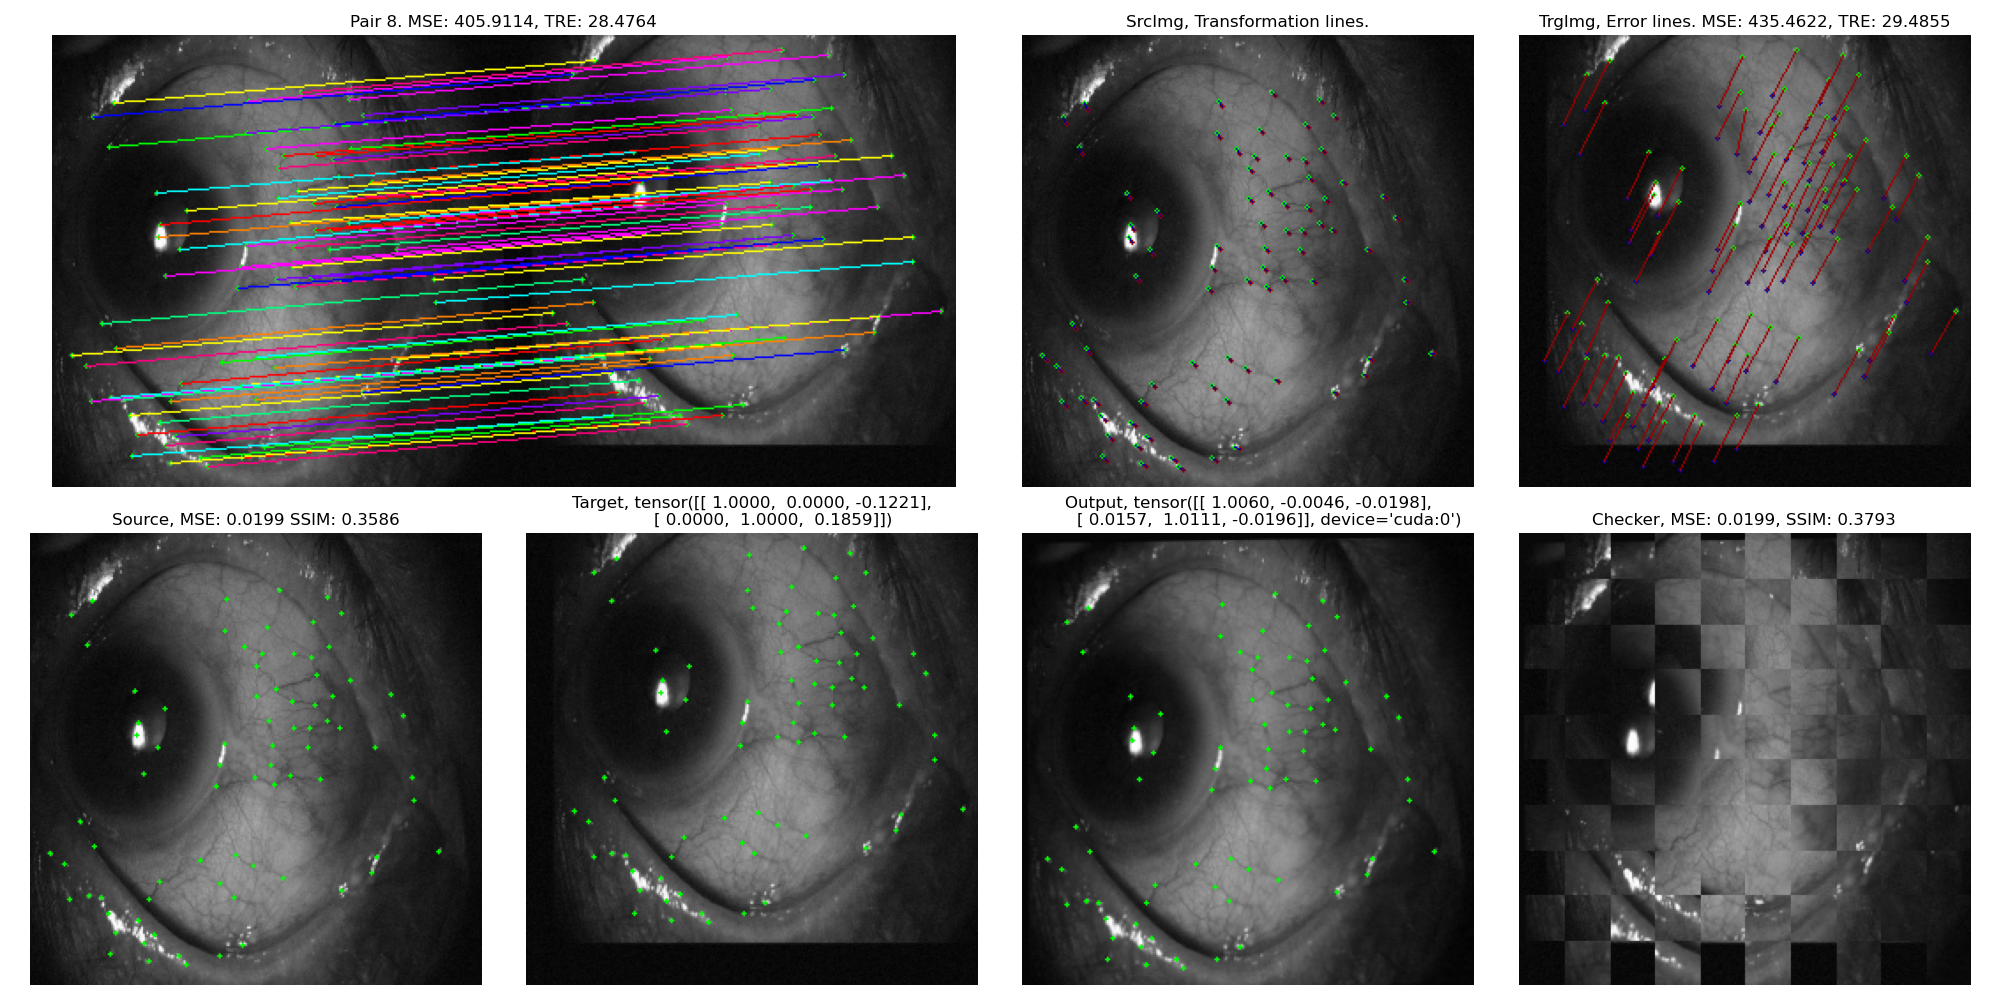 Pair 8. MSE: 405.9114, TRE: 28.4764
SrcImg, Transformation lines.
TrgImg, Error lines. MSE: 435.4622, TRE: 29.4855
Source, MSE: 0.0199 SSIM: 0.3586
Target, tensor([[ 1.0000, 0.0000, -0.1221],
[ 0.0000, 1.0000, 0.1859]])
Output, tensor([[ 1.0060, -0.0046, -0.0198],
[ 0.0157, 1.0111, -0.0196]], device='cuda:0')
Checker, MSE: 0.0199, SSIM: 0.3793